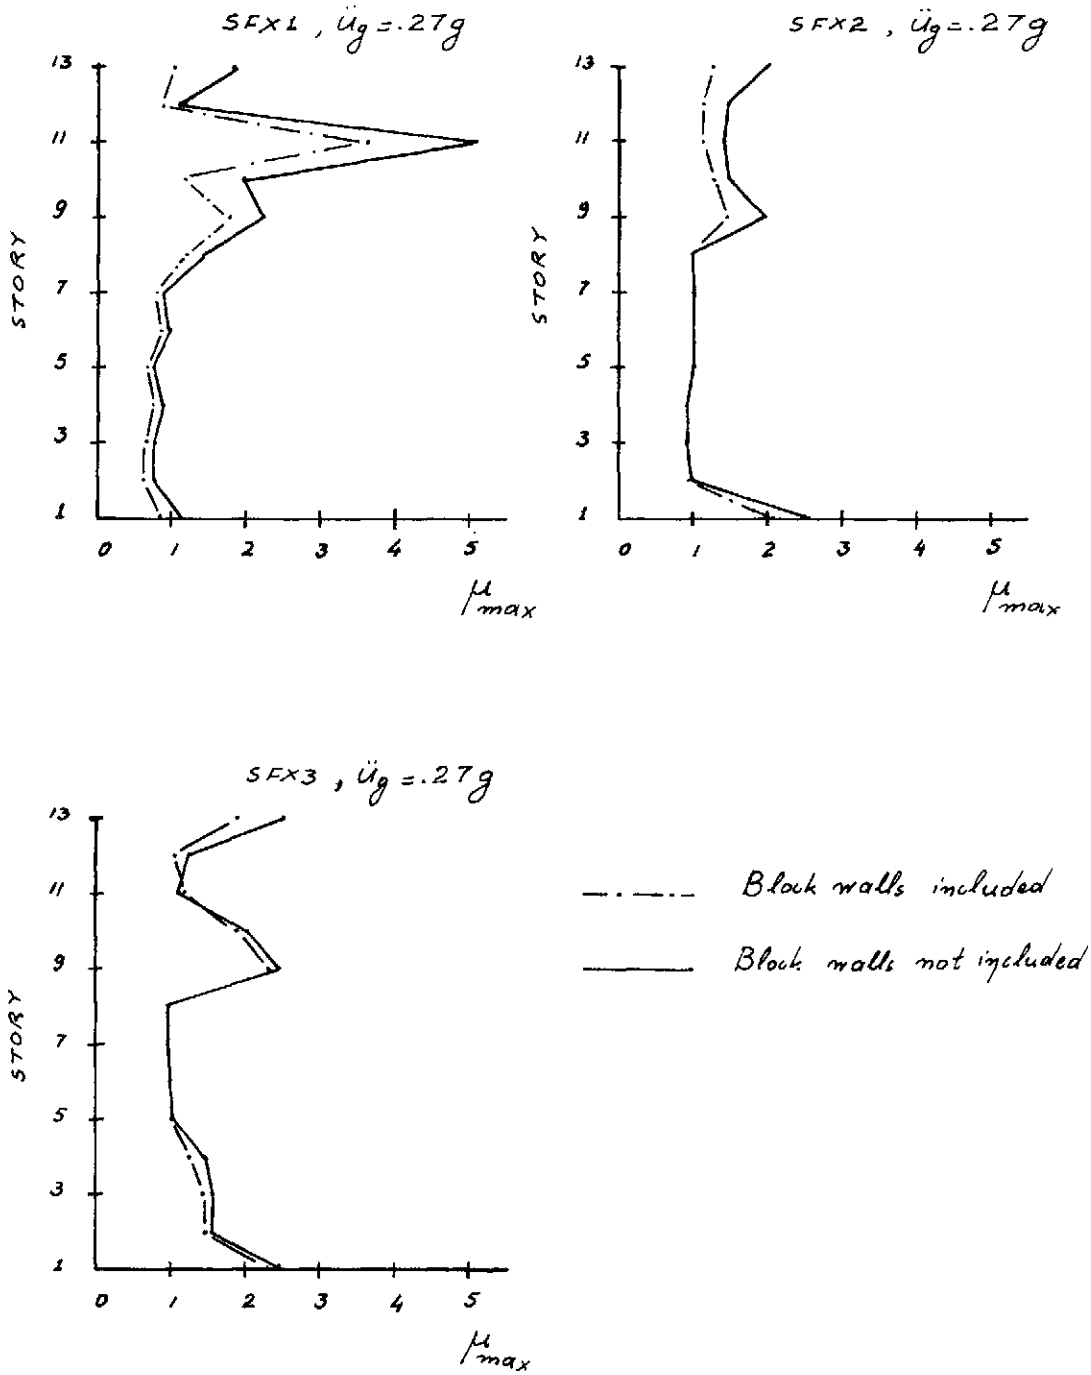 SFX1, üg=.27g
13
11
9
7
5
3
1
STORY
0 1 2 3 4 5
μmax
SFX2, üg=.27g
13
11
9
7
5
3
1
STORY
0 1 2 3 4 5
μmax
SFX3, üg=.27g
13
11
9
7
5
3
1
STORY
0 1 2 3 4 5
μmax
Block walls included
Block walls not included